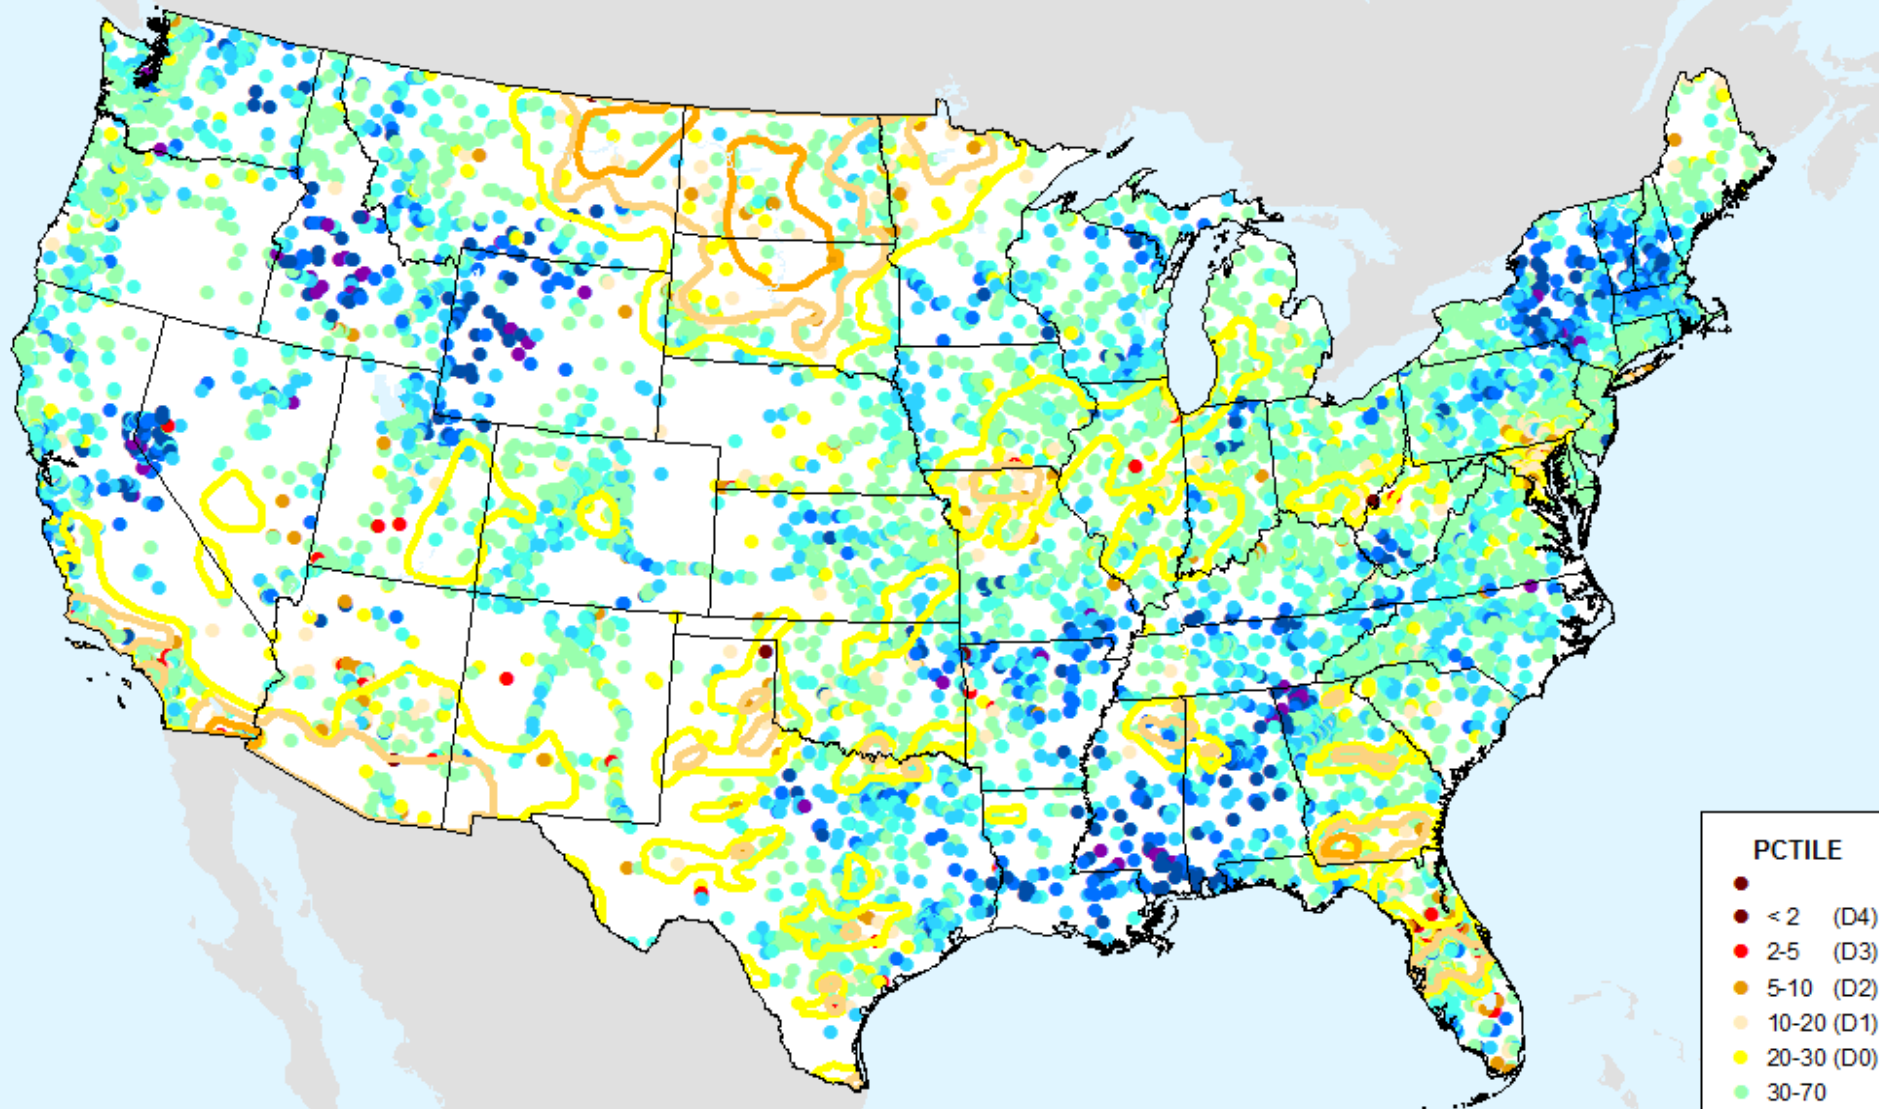 PCTILE
< 2 (D4)
2-5 (D3)
5-10 (D2)
10-20 (D1)
20-30 (D0)
30-70